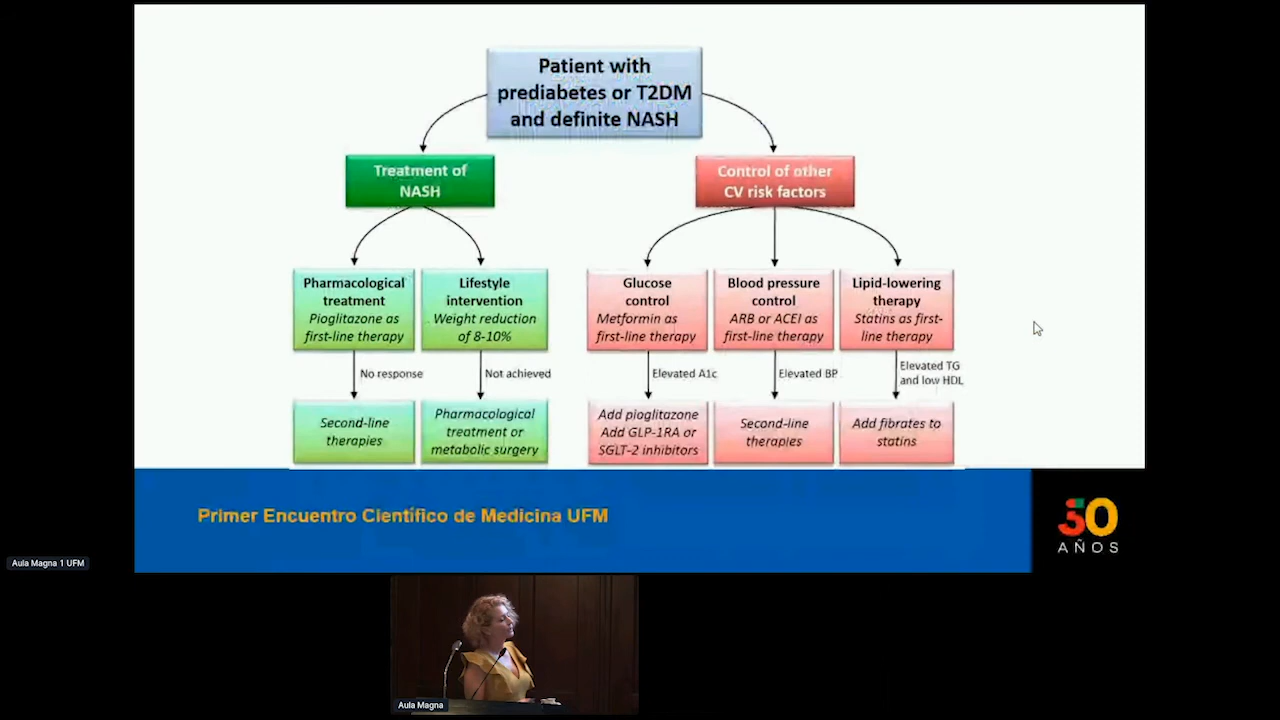 Patient with
prediabetes or T2DM
and definite NASH
Treatment of
NASH
Control of other
CV risk factors
Pharmacological
treatment
Pioglitazone as
first-line therapy
Lifestyle
intervention
Weight reduction
of 8-10%
Glucose
control
Metformin as
first-line therapy
Blood pressure
control
ARB or ACEI as
first-line therapy
Lipid-lowering
therapy
Statins as first-
line therapy
No response
Not achieved
Elevated A1c
Elevated BP
Elevated TG
and low HDL
Second-line
therapies
Pharmacological
treatment or
metabolic surgery
Add pioglitazone
Add GLP-1RA or
SGLT-2 inhibitors
Second-line
therapies
Add fibrates to
statins
Primer Encuentro Científico de Medicina UFM
50
AÑOS
Aula Magna 1 UFM
Aula Magna